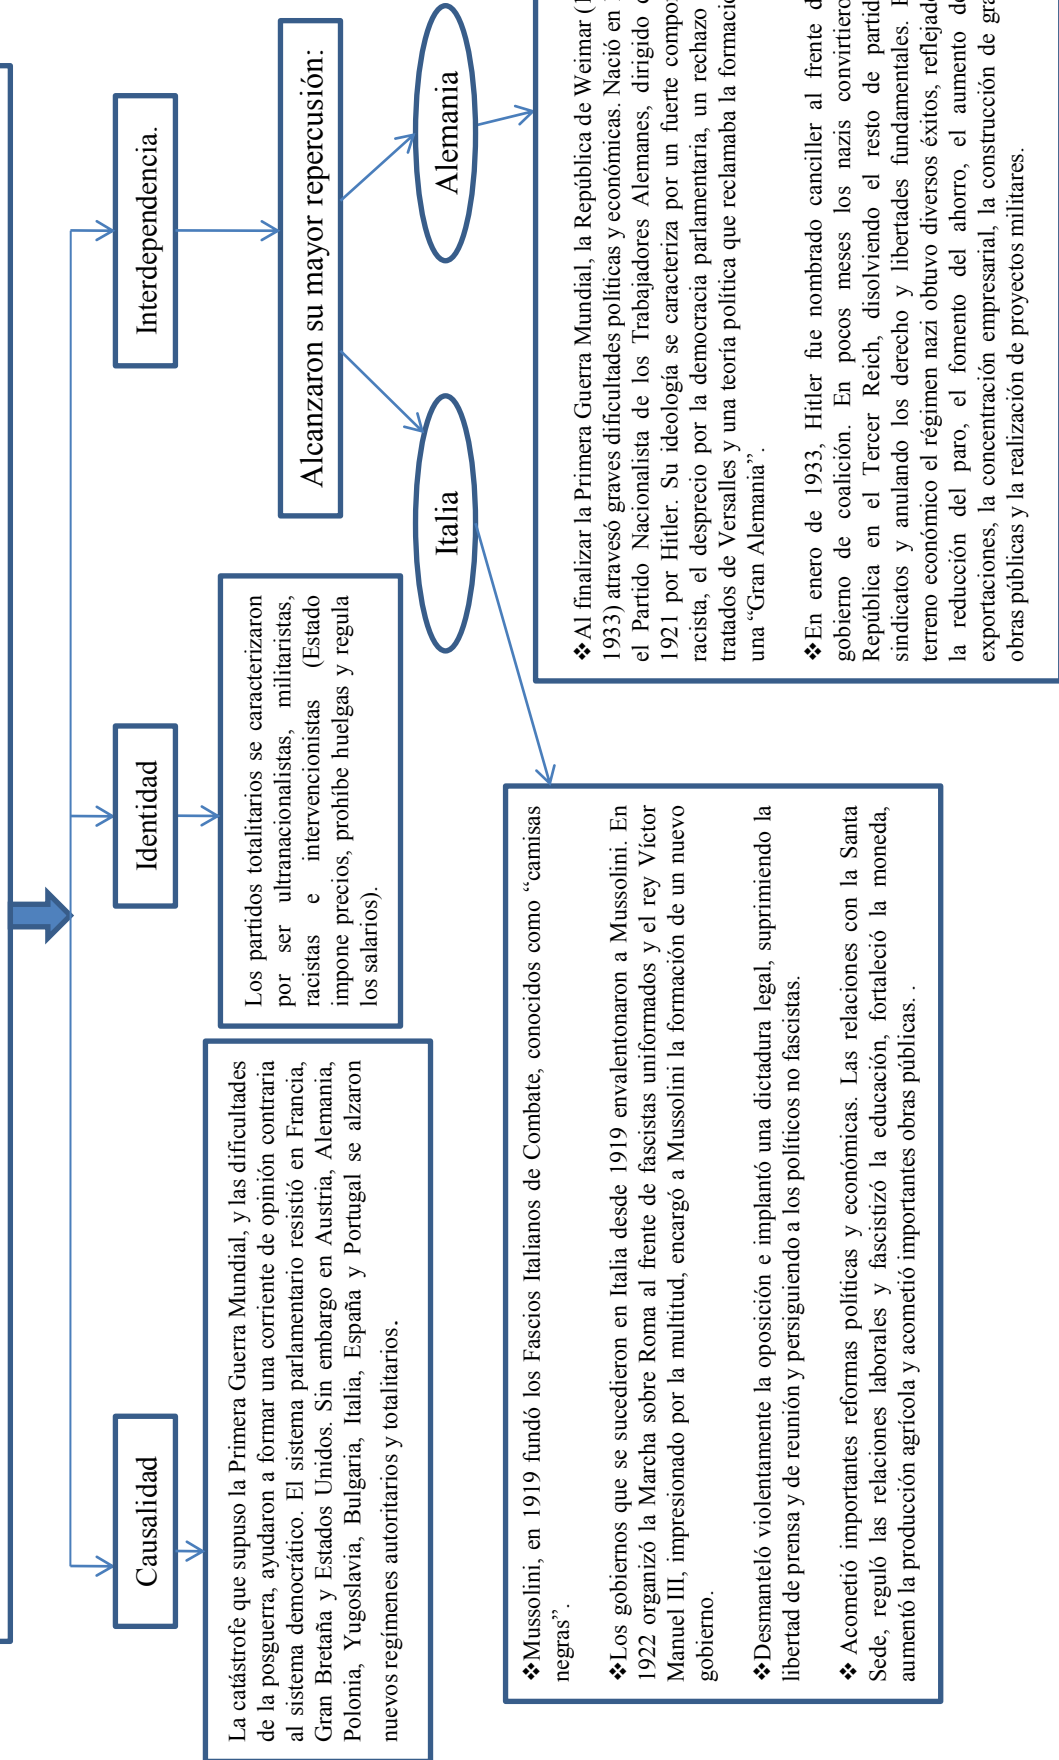 Causalidad
Identidad
Interdependencia.
La catástrofe que supuso la Primera Guerra Mundial, y las dificultades
de la posguerra, ayudaron a formar una corriente de opinión contraria
al sistema democrático. El sistema parlamentario resistió en Francia,
Gran Bretaña y Estados Unidos. Sin embargo en Austria, Alemania,
Polonia, Yugoslavia, Bulgaria, Italia, España y Portugal se alzaron
nuevos regímenes autoritarios y totalitarios.
Los partidos totalitarios se caracterizaron
por ser ultranacionalistas, militaristas,
racistas e intervencionistas (Estado
impone precios, prohíbe huelgas y regula
los salarios).
Alcanzaron su mayor repercusión:
Italia
Alemania
❖Mussolini, en 1919 fundó los Fascios Italianos de Combate, conocidos como “camisas
negras”.
❖Los gobiernos que se sucedieron en Italia desde 1919 envalentonaron a Mussolini. En
1922 organizó la Marcha sobre Roma al frente de fascistas uniformados y el rey Víctor
Manuel III, impresionado por la multitud, encargó a Mussolini la formación de un nuevo
gobierno.
❖Desmanteló violentamente la oposición e implantó una dictadura legal, suprimiendo la
libertad de prensa y de reunión y persiguiendo a los políticos no fascistas.
❖ Acometió importantes reformas políticas y económicas. Las relaciones con la Santa
Sede, reguló las relaciones laborales y fascistizó la educación, fortaleció la moneda,
aumentó la producción agrícola y acometió importantes obras públicas. .
❖Al finalizar la Primera Guerra Mundial, la República de Weimar
1933) atravesó graves dificultades políticas y económicas. Nació en
el Partido Nacionalista de los Trabajadores Alemanes, dirigido
1921 por Hitler. Su ideología se caracteriza por un fuerte
racista, el desprecio por la democracia parlamentaria, un rechazo
tratados de Versalles y una teoría política que reclamaba la
una “Gran Alemania”.
❖En enero de 1933, Hitler fue nombrado canciller al frente
gobierno de coalición. En pocos meses los nazis
República en el Tercer Reich, disolviendo el resto de
sindicatos y anulando los derecho y libertades fundamentales.
terreno económico el régimen nazi obtuvo diversos éxitos,
la reducción del paro, el fomento del ahorro, el aumento
exportaciones, la concentración empresarial, la construcción de
obras públicas y la realización de proyectos militares.